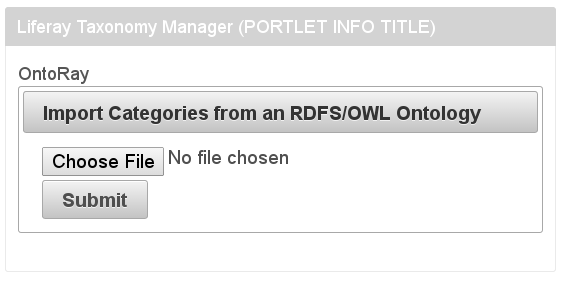 Liferay Taxonomy Manager (PORTLET INFO TITLE)
OntoRay
Import Categories from an RDFS/OWL Ontology
Choose File No file chosen
Submit